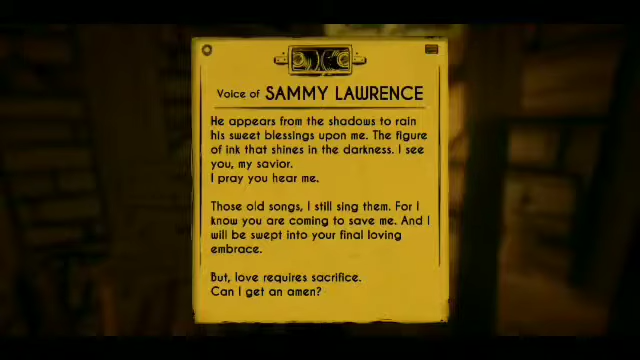 Voice of SAMMY LAWRENCE
He appears from the shadows to rain
his sweet blessings upon me. The figure
of ink that shines in the darkness. I see
you, my savior.
I pray you hear me.
Those old songs, I still sing them. For I
know you are coming to save me. And I
will be swept into your final loving
embrace.
But, love requires sacrifice.
Can I get an amen?